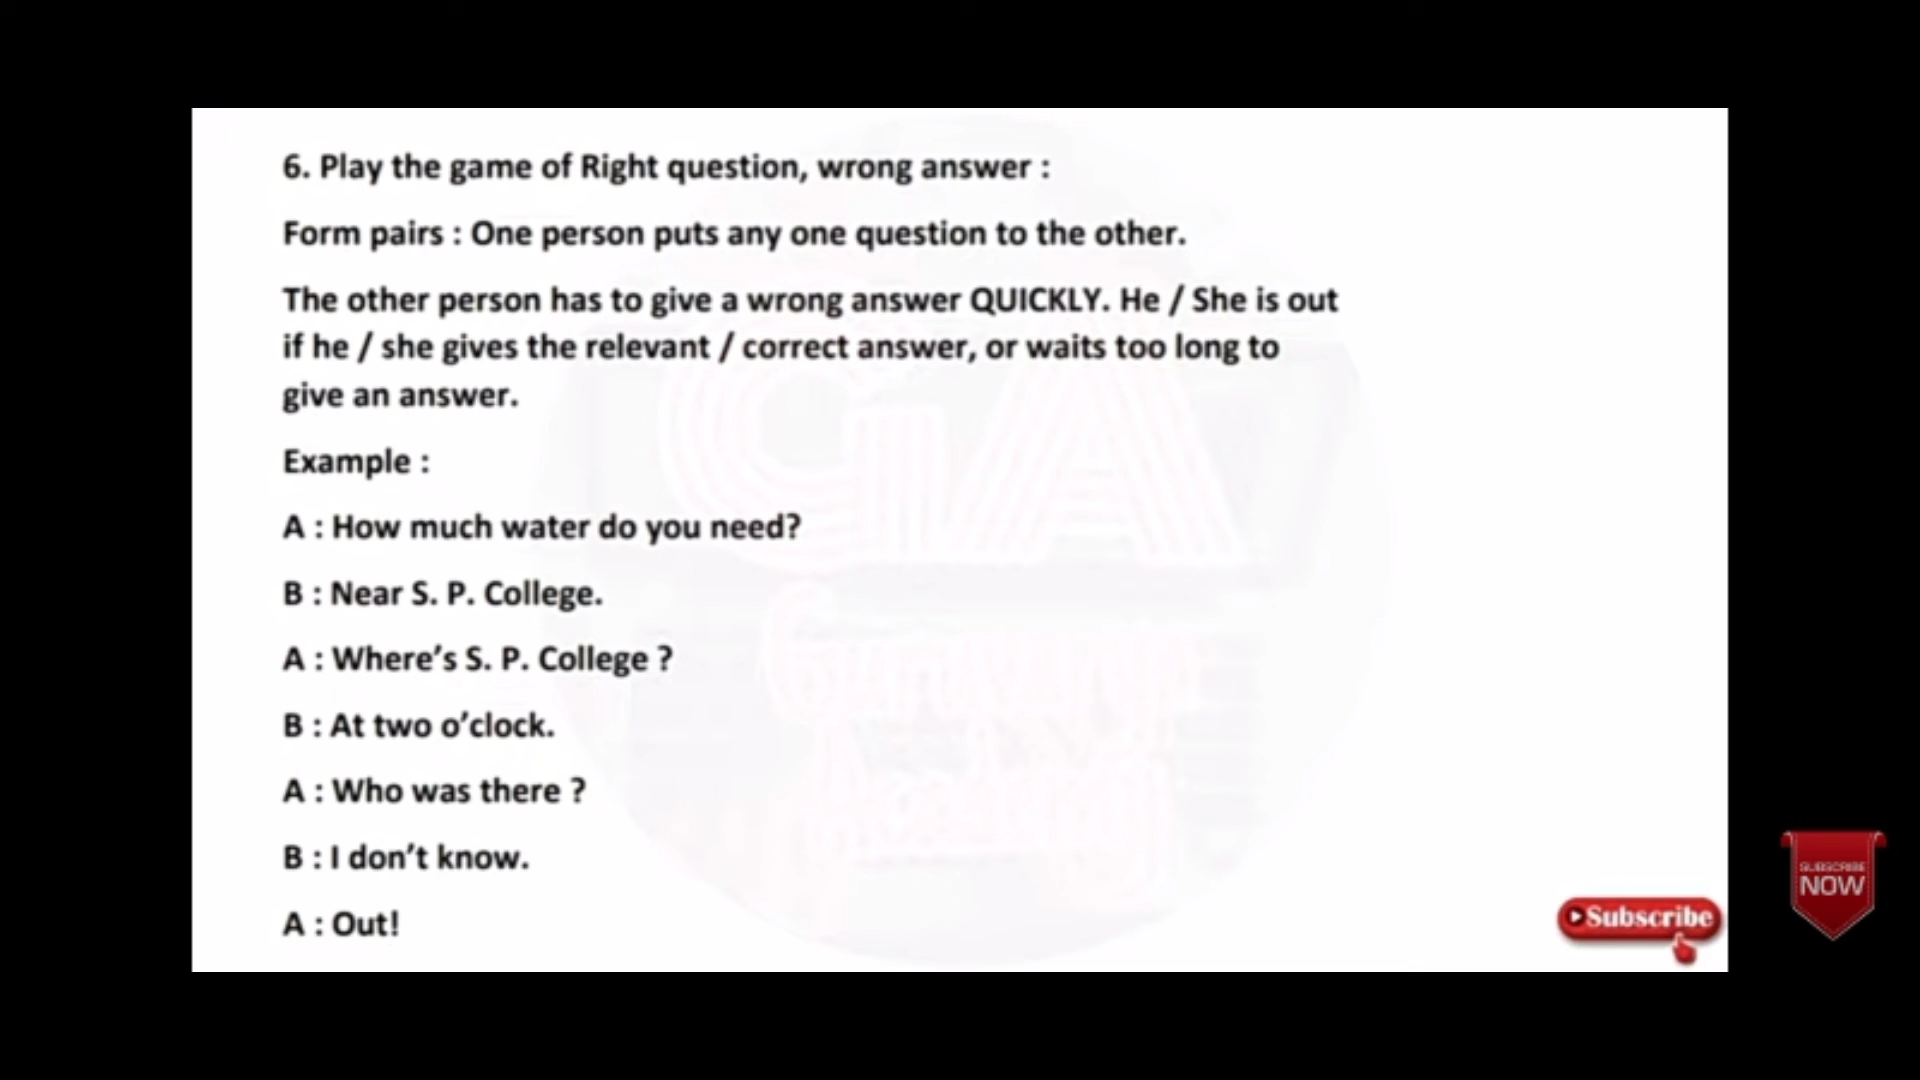 6. Play the game of Right question, wrong answer :
Form pairs : One person puts any one question to the other.
The other person has to give a wrong answer QUICKLY. He / She is out
if he / she gives the relevant / correct answer, or waits too long to
give an answer.
Example :
A : How much water do you need?
B : Near S. P. College.
A : Where’s S. P. College ?
B : At two o’clock.
A : Who was there ?
B : I don’t know.
A : Out!
Subscribe
SUBSCRIBE
NOW